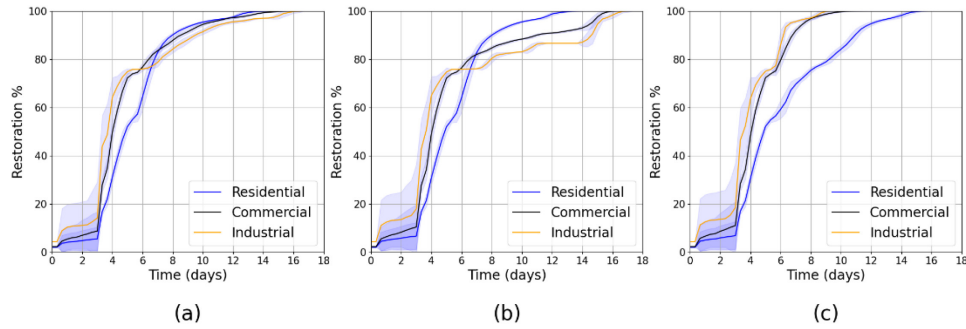 Restoration %
100
80
60
40
20
0
Residential
Commercial
Industrial
0 2 4 6 8 10 12 14 16 18
Time (days)
(a)
Restoration %
100
80
60
40
20
0
Residential
Commercial
Industrial
0 2 4 6 8 10 12 14 16 18
Time (days)
(b)
Restoration %
100
80
60
40
20
0
Residential
Commercial
Industrial
0 2 4 6 8 10 12 14 16 18
Time (days)
(c)